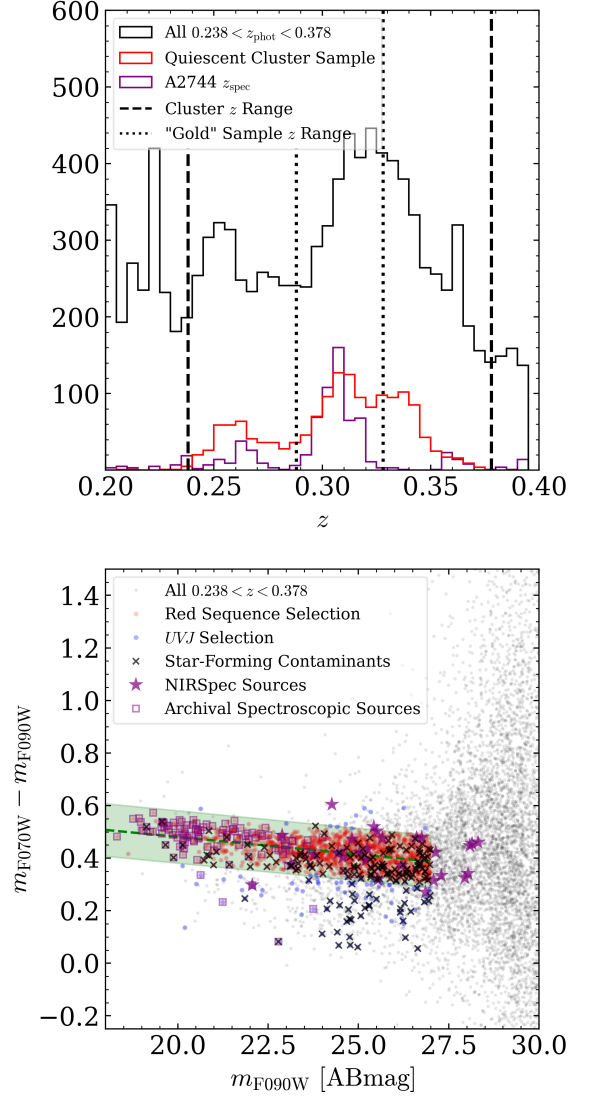 600
500
400
300
200
100
All 0.238 < z_phot < 0.378
Quiescent Cluster Sample
A2744 z_spec
Cluster z Range
"Gold" Sample z Range
0.20 0.25 0.30 0.35 0.40
z
1.4
1.2
1.0
0.8
0.6
0.4
0.2
0.0
−0.2
m_F070W − m_F090W
All 0.238 < z < 0.378
Red Sequence Selection
UVJ Selection
Star-Forming Contaminants
NIRSpec Sources
Archival Spectroscopic Sources
20.0 22.5 25.0 27.5 30.0
m_F090W [ABmag]